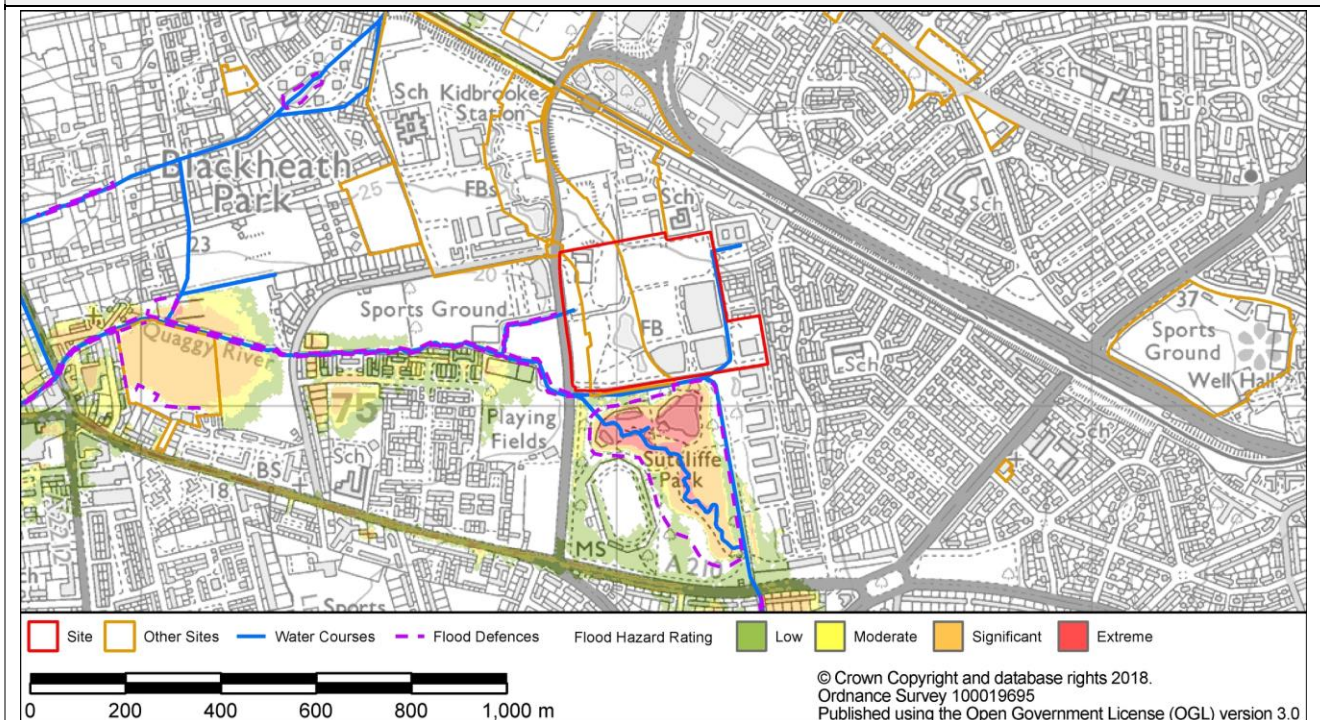 Sch
Kidbrooke
Station
Sch
Sch
Blackheath
Park
25
FBs
Sch
Sch
23
20
Sports Ground
FB
37
Sports
Ground
Well Hall
Quaggy River
Sch
75
Playing
Fields
Sutcliffe
Park
Sch
BS
Sch
18
MS
A 210
Sports
Site
Other Sites
Water Courses
Flood Defences
Flood Hazard Rating
Low
Moderate
Significant
Extreme
0 200 400 600 800 1,000 m
© Crown Copyright and database rights 2018.
Ordnance Survey 100019695
Published using the Open Government License (OGL) version 3.0